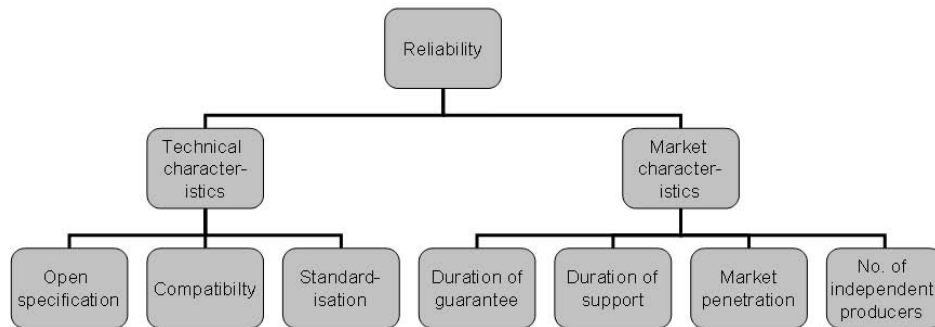 Reliability
Technical
character-
istics
Market
character-
istics
Open
specification
Compatibilty
Standard-
isation
Duration of
guarantee
Duration of
support
Market
penetration
No. of
independent
producers